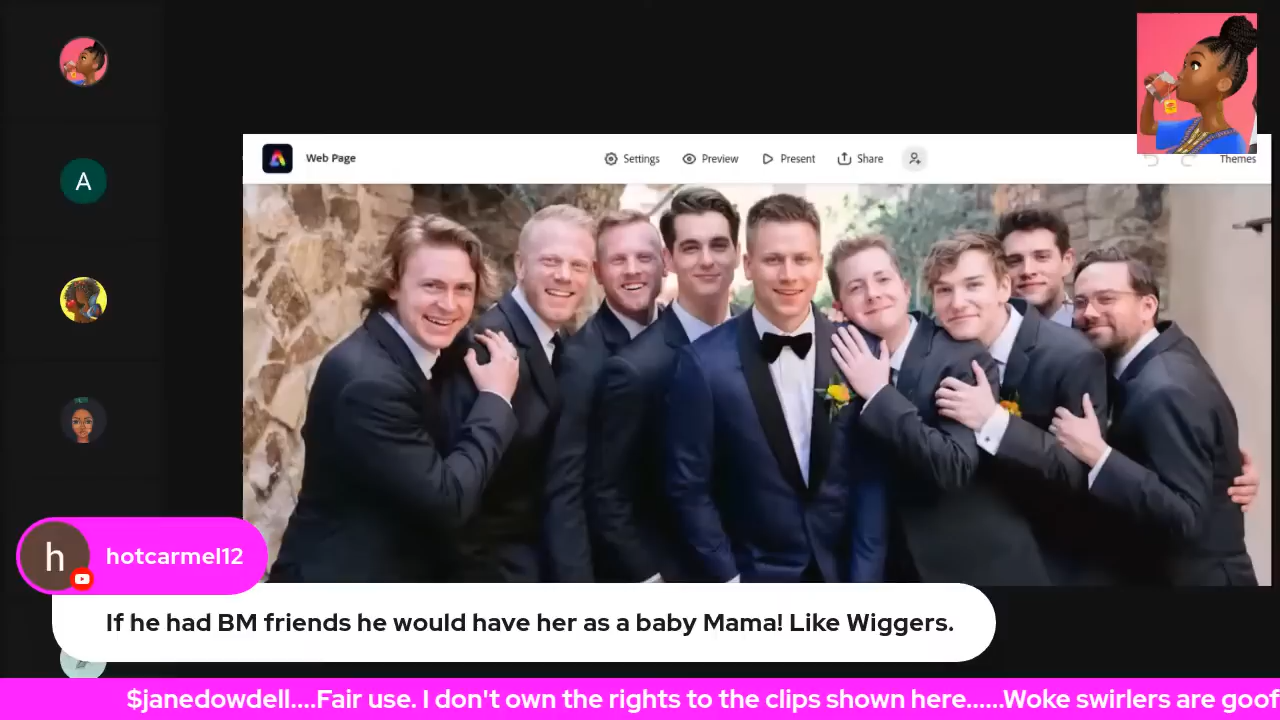 Web Page
Settings
Preview
Present
Share
Themes
A
h
hotcarmel12
If he had BM friends he would have her as a baby Mama! Like Wiggers.
$janedowdell....Fair use. I don't own the rights to the clips shown here......Woke swirlers are goof